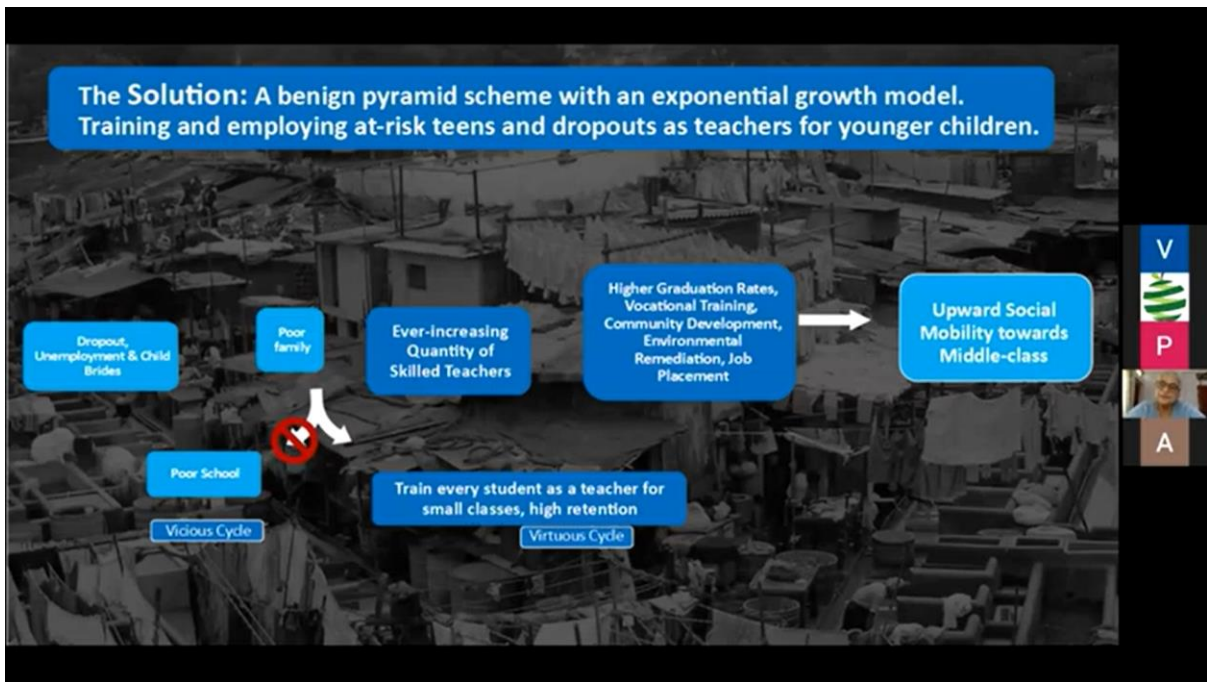 The Solution: A benign pyramid scheme with an exponential growth model.
Training and employing at-risk teens and dropouts as teachers for younger children.
Dropout,
Unemployment & Child
Brides
Poor
family
Ever-increasing
Quantity of
Skilled Teachers
Higher Graduation Rates,
Vocational Training,
Community Development,
Environmental
Remediation, Job
Placement
Upward Social
Mobility towards
Middle-class
Poor School
Train every student as a teacher for
small classes, high retention
Vicious Cycle
Virtuous Cycle
V
P
A